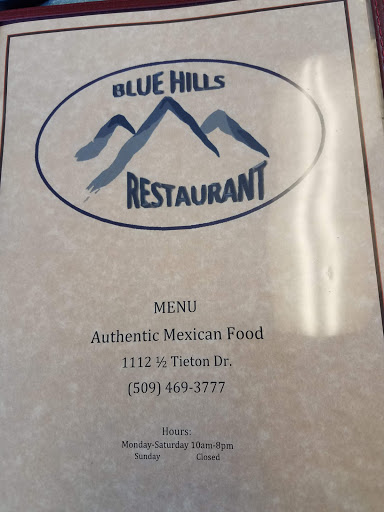 BLUE HILLS
RESTAURANT
MENU
Authentic Mexican Food
1112 ½ Tieton Dr.
(509) 469-3777
Hours:
Monday-Saturday 10am-8pm
Sunday Closed